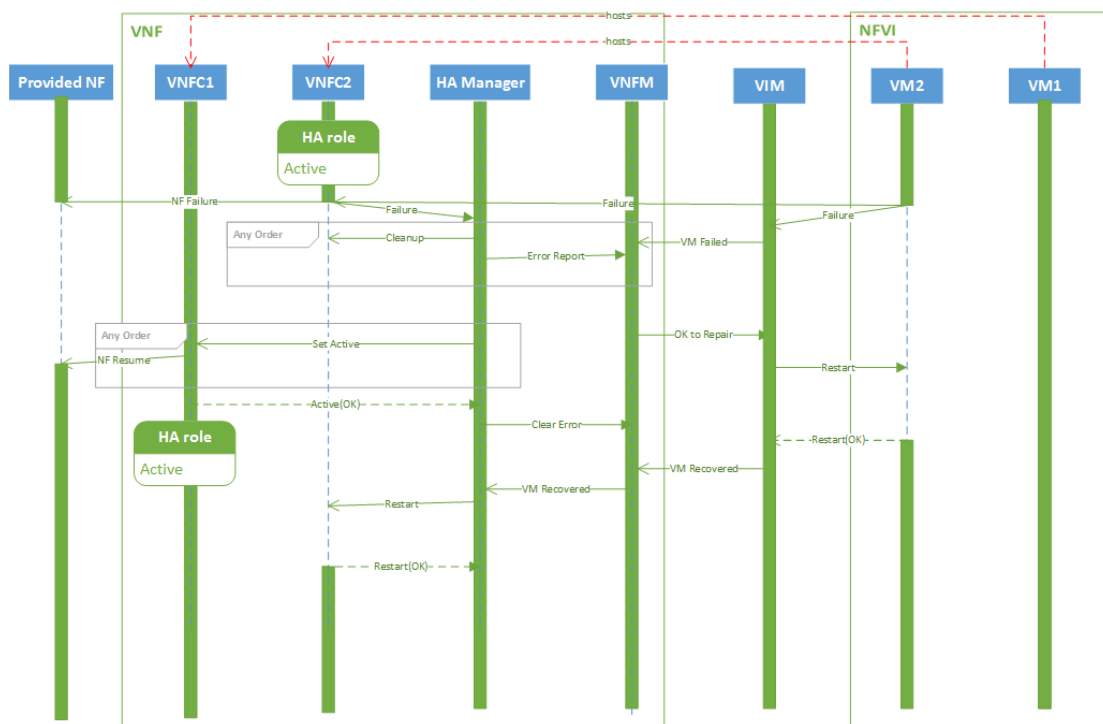 hosts
VNF
NFVI
hosts
Provided NF
VNFC1
VNFC2
HA Manager
VNFM
VIM
VM2
VM1
HA role
Active
NF Failure
Failure
Failure
Failure
Any Order
Cleanup
VM Failed
Error Report
Any Order
OK to Repair
Set Active
NF Resume
Restart
Active(OK)
Clear Error
HA role
Active
Restart(OK)
VM Recovered
VM Recovered
Restart
Restart(OK)